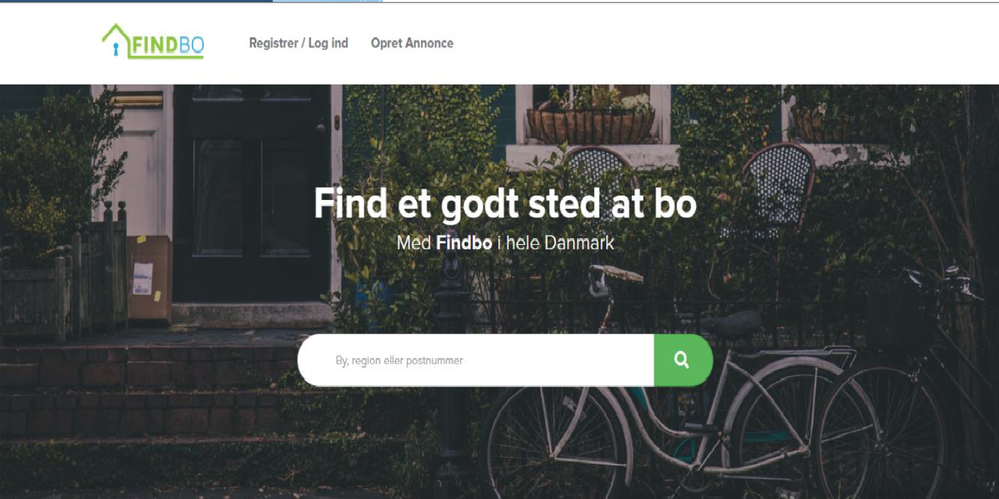 FINDBO
Registrer / Log ind
Opret Annonce
Find et godt sted at bo
Med Findbo i hele Danmark
By, region eller postnummer